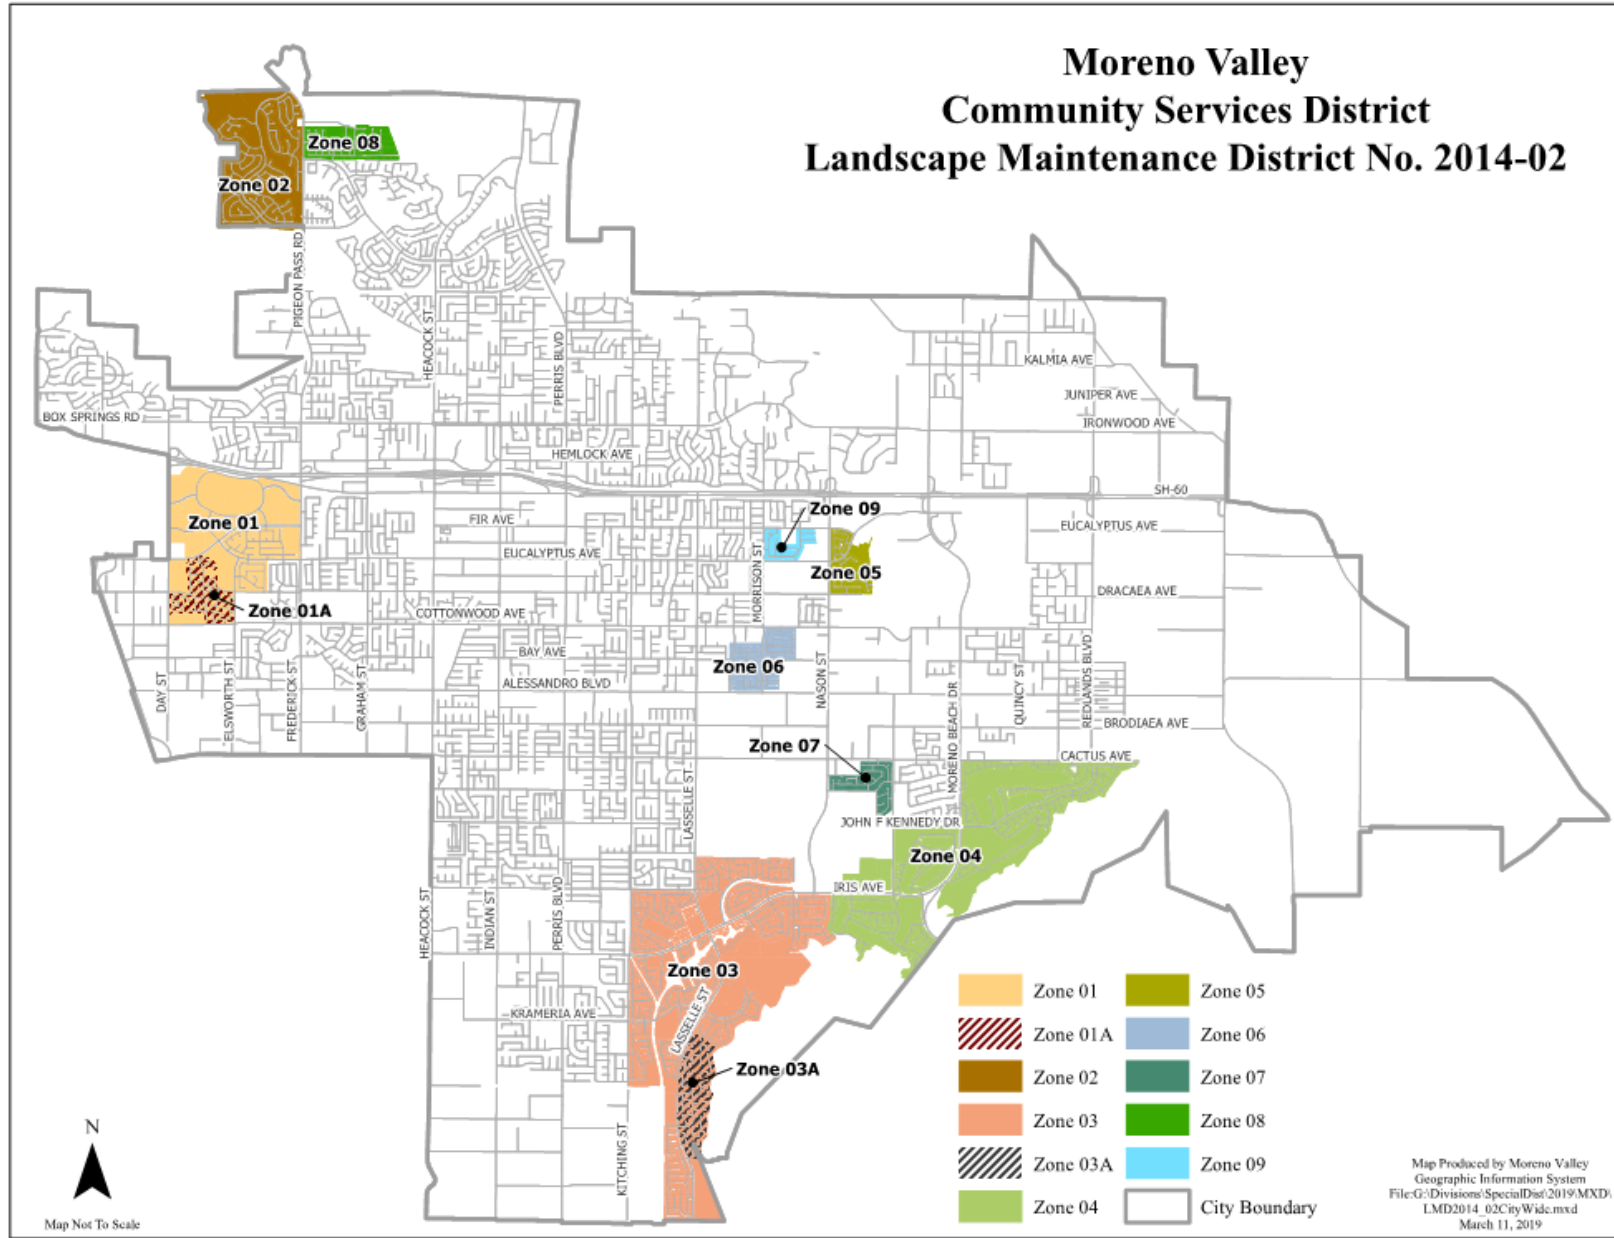 Moreno Valley
Community Services District
Landscape Maintenance District No. 2014-02
Zone 08
Zone 02
PIGEON PASS RD
HEACOCK ST
PERRIS BLVD
KALMIA AVE
JUNIPER AVE
IRONWOOD AVE
BOX SPRINGS RD
HEMLOCK AVE
SH-60
Zone 09
Zone 01
FIR AVE
EUCALYPTUS AVE
EUCALYPTUS AVE
MORRISON ST
Zone 05
DRACAEA AVE
Zone 01A
COTTONWOOD AVE
BAY AVE
Zone 06
ALESSANDRO BLVD
DAY ST
ELSWORTH ST
FREDERICK ST
GRAHAM ST
NASON ST
MORENO BEACH DR
QUINCY ST
REDLANDS BLVD
BRODIAEA AVE
Zone 07
CACTUS AVE
LASSELLE ST
JOHN F KENNEDY DR
Zone 04
IRIS AVE
HEACOCK ST
INDIAN ST
PERRIS BLVD
Zone 03
LASSELLE ST
KRAMERIA AVE
Zone 03A
KITCHING ST
N
Map Not To Scale
Zone 01
Zone 01A
Zone 02
Zone 03
Zone 03A
Zone 04
Zone 05
Zone 06
Zone 07
Zone 08
Zone 09
City Boundary
Map Produced by Moreno Valley
Geographic Information System
File:G:\Divisions\SpecialDist\2019\MXD\
LMD2014_02CityWide.mxd
March 11, 2019